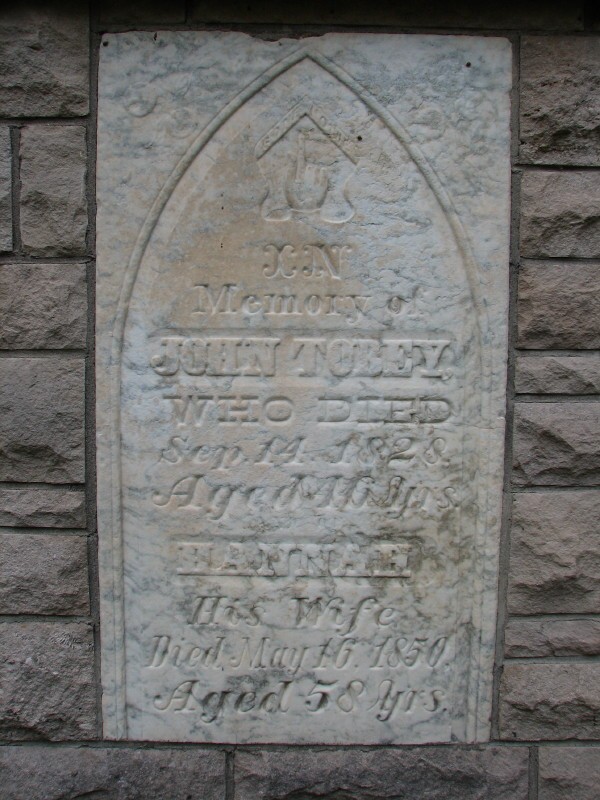 IN
Memory of
JOHN TOBEY,
WHO DIED
Sep. 14. 1828.
Aged 46 yrs.
HANNAH
His Wife
Died May 16. 1850.
Aged 58 yrs.